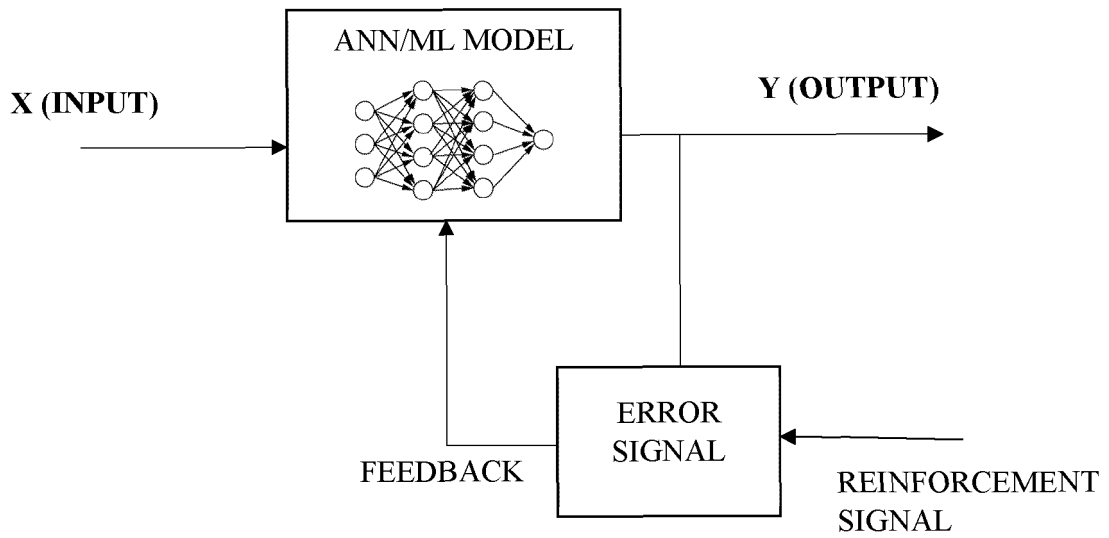 ANN/ML MODEL
X (INPUT)
Y (OUTPUT)
ERROR
SIGNAL
FEEDBACK
REINFORCEMENT
SIGNAL